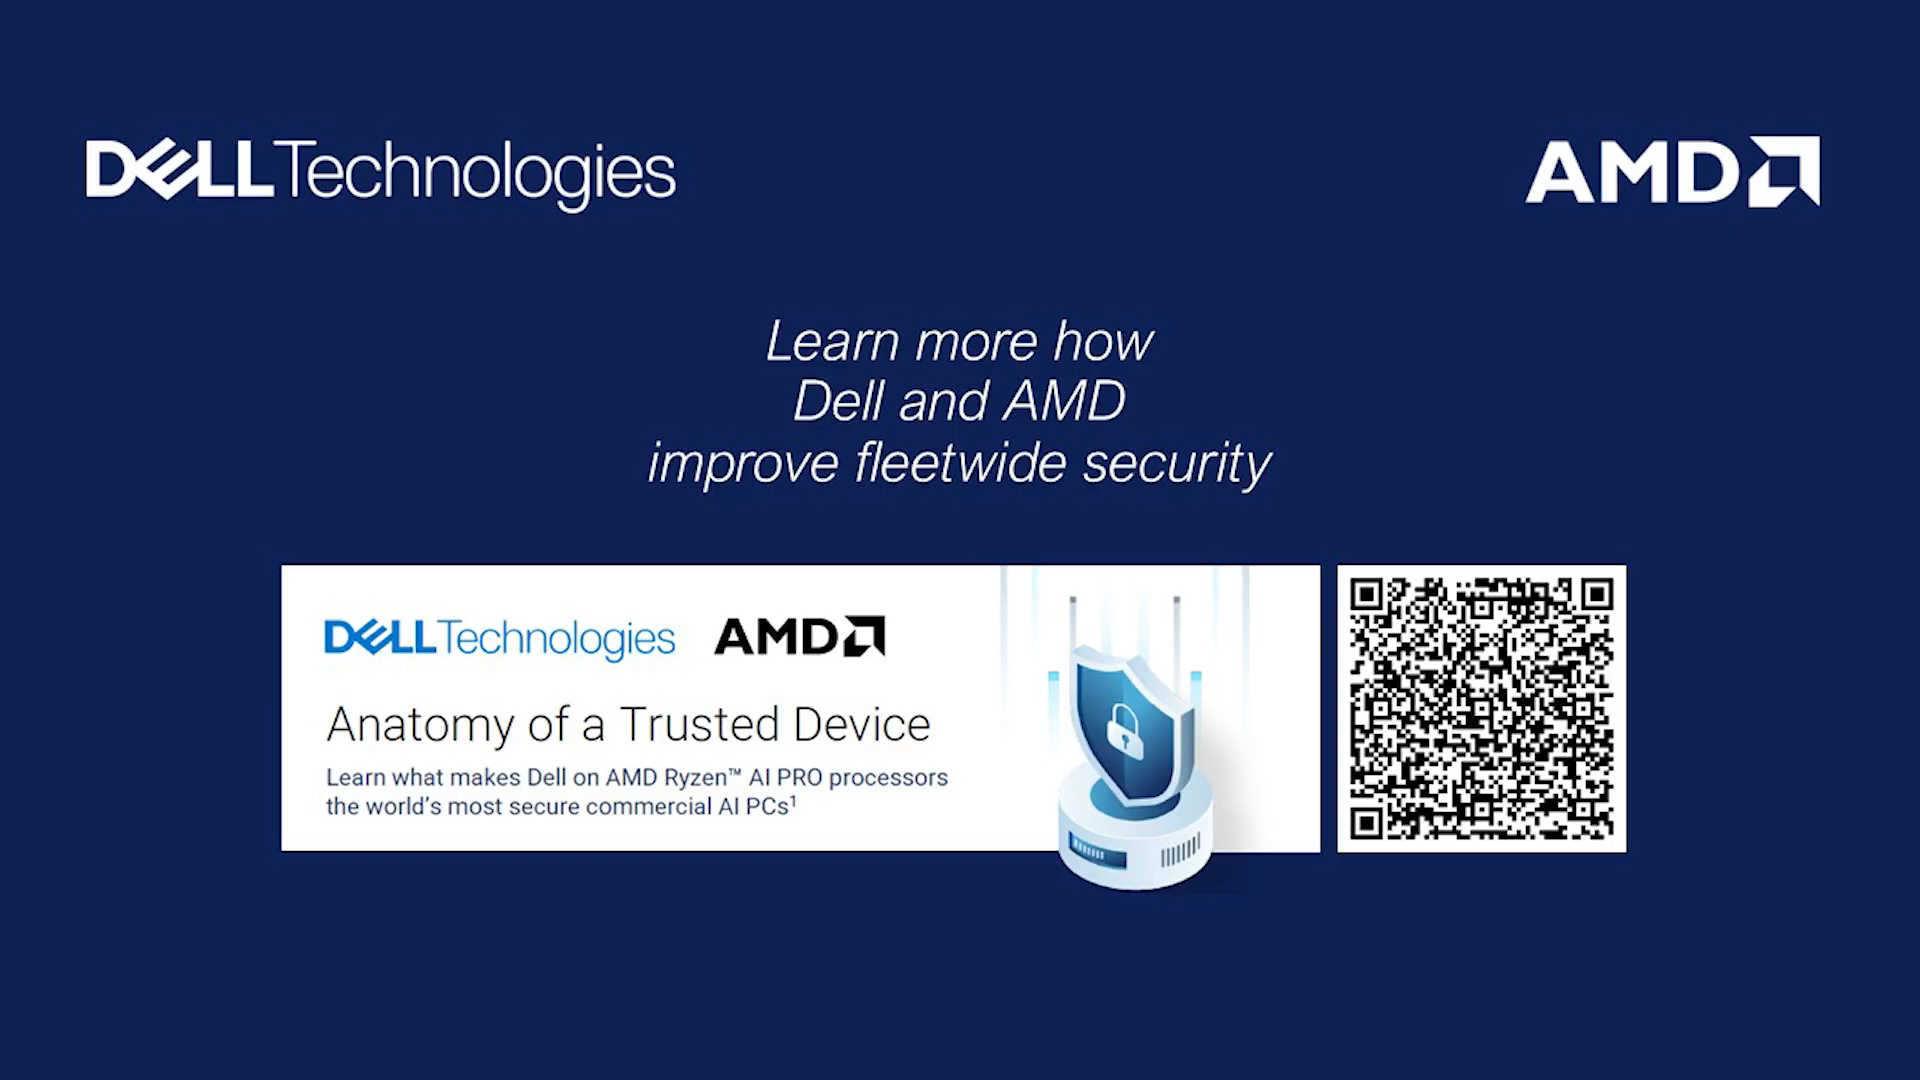 DELL Technologies
AMD
Learn more how
Dell and AMD
improve fleetwide security
DELL Technologies AMD
Anatomy of a Trusted Device
Learn what makes Dell on AMD Ryzen™ AI PRO processors
the world's most secure commercial AI PCs¹